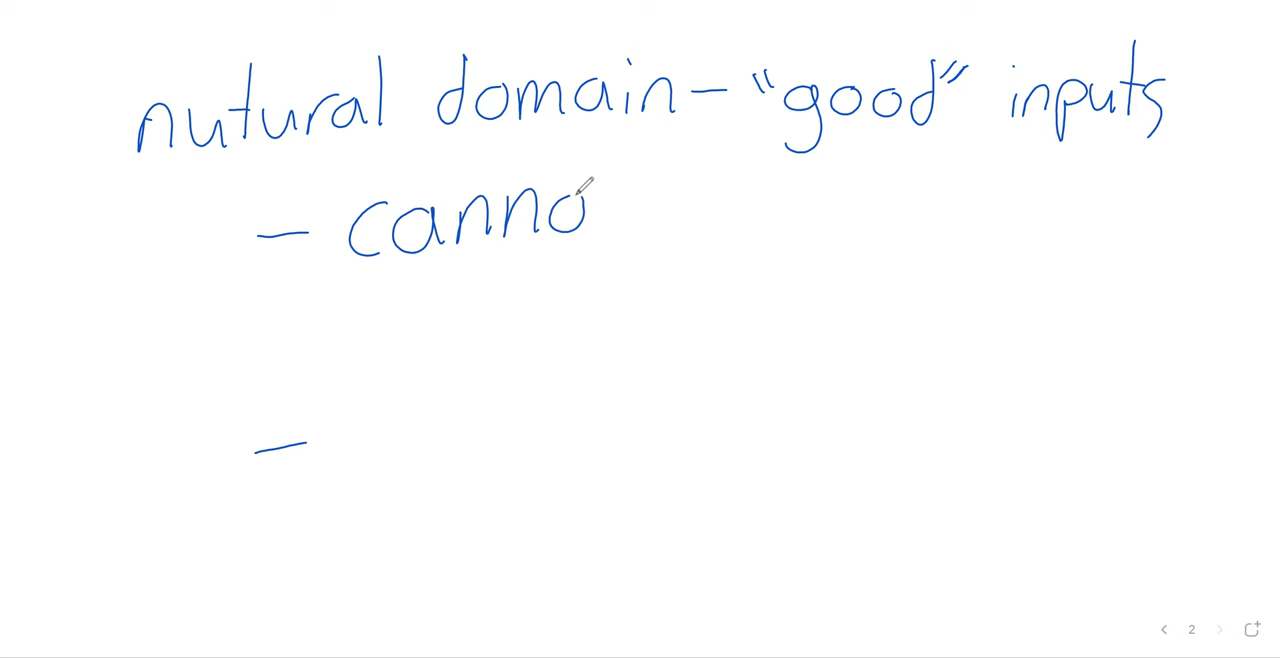 nutural domain - "good" inputs
- canno
-
2